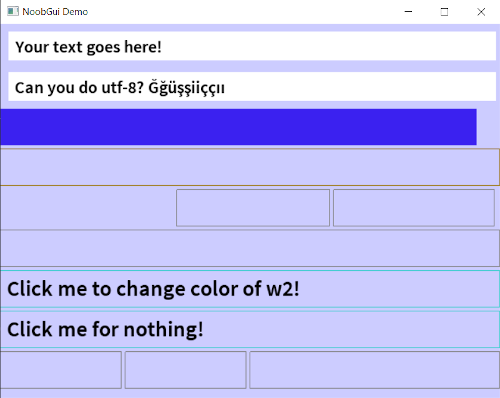 NoobGui Demo
Your text goes here!
Can you do utf-8? Ğğüşşiiççıı
Click me to change color of w2!
Click me for nothing!